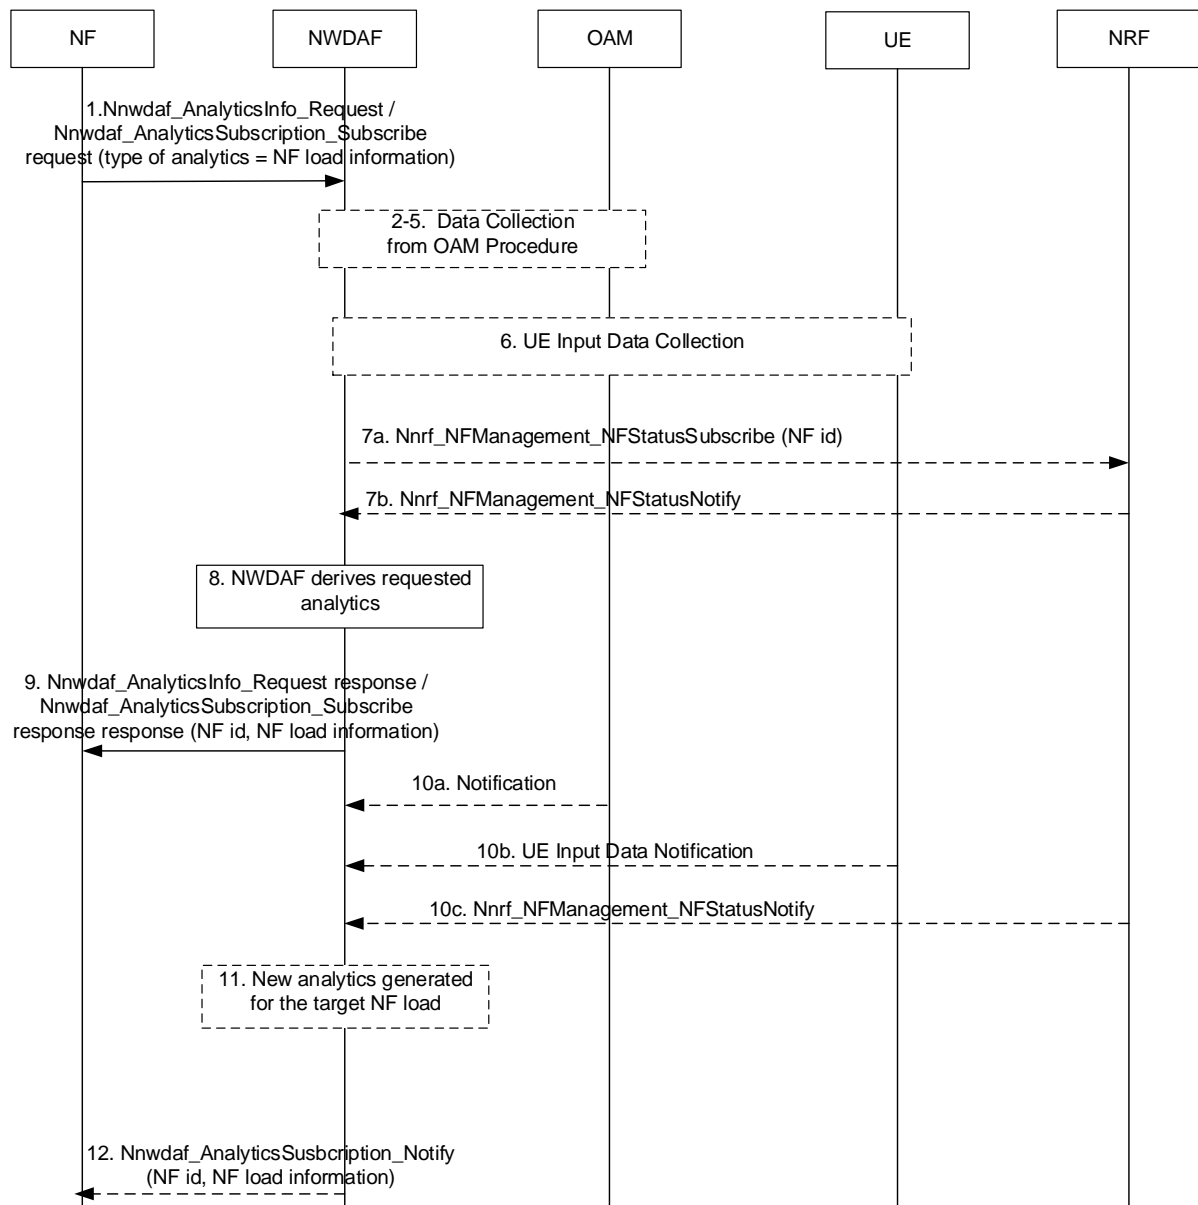 NF
NWDAF
OAM
UE
NRF
1.Nnwdaf_AnalyticsInfo_Request /
Nnwdaf_AnalyticsSubscription_Subscribe
request (type of analytics = NF load information)
2-5. Data Collection
from OAM Procedure
6. UE Input Data Collection
7a. Nnrf_NFManagement_NFStatusSubscribe (NF id)
7b. Nnrf_NFManagement_NFStatusNotify
8. NWDAF derives requested
analytics
9. Nnwdaf_AnalyticsInfo_Request response /
Nnwdaf_AnalyticsSubscription_Subscribe
response response (NF id, NF load information)
10a. Notification
10b. UE Input Data Notification
10c. Nnrf_NFManagement_NFStatusNotify
11. New analytics generated
for the target NF load
12. Nnwdaf_AnalyticsSusbcription_Notify
(NF id, NF load information)